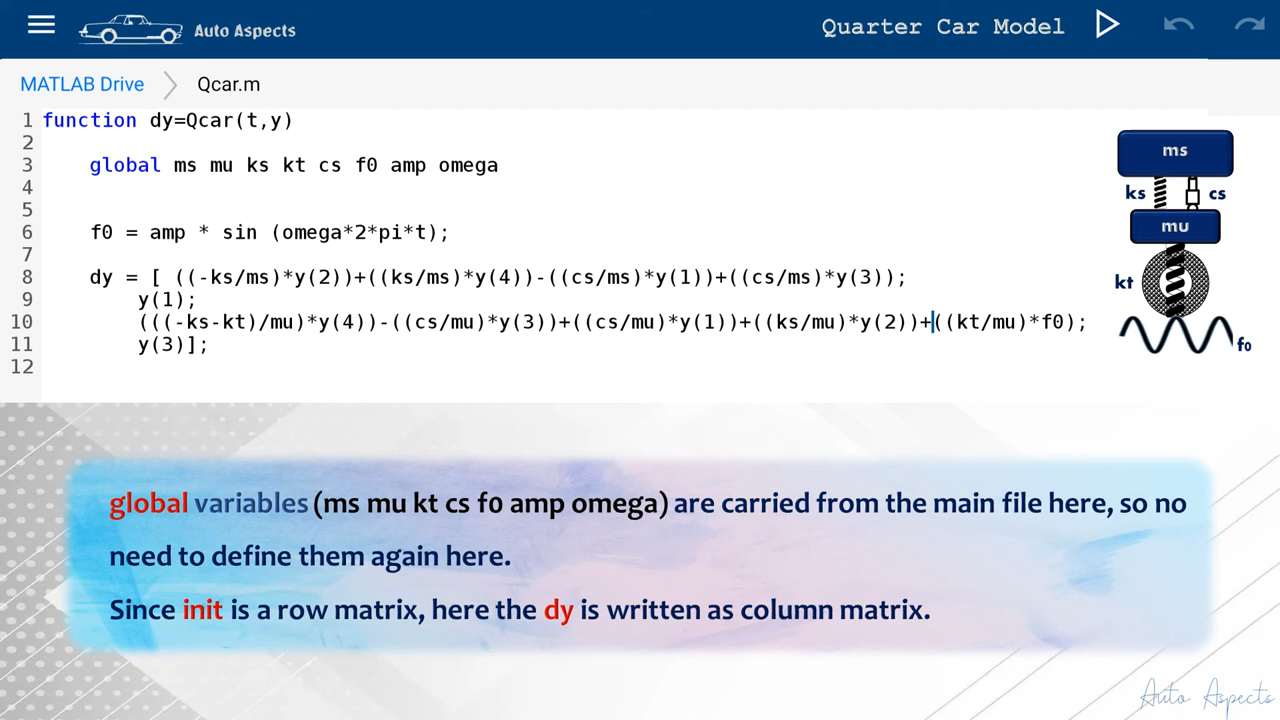 Auto Aspects
Quarter Car Model
MATLAB Drive Qcar.m
1 function dy=Qcar(t,y)
2
3 global ms mu ks kt cs f0 amp omega
4
5
6 f0 = amp * sin (omega*2*pi*t);
7
8 dy = [ ((-ks/ms)*y(2))+((ks/ms)*y(4))-((cs/ms)*y(1))+((cs/ms)*y(3));
9 y(1);
10 (((-ks-kt)/mu)*y(4))-((cs/mu)*y(3))+((cs/mu)*y(1))+((ks/mu)*y(2))+((kt/mu)*f0);
11 y(3)];
12
ms
ks cs
mu
kt
f0
global variables (ms mu kt cs f0 amp omega) are carried from the main file here, so no
need to define them again here.
Since init is a row matrix, here the dy is written as column matrix.
Auto Aspects